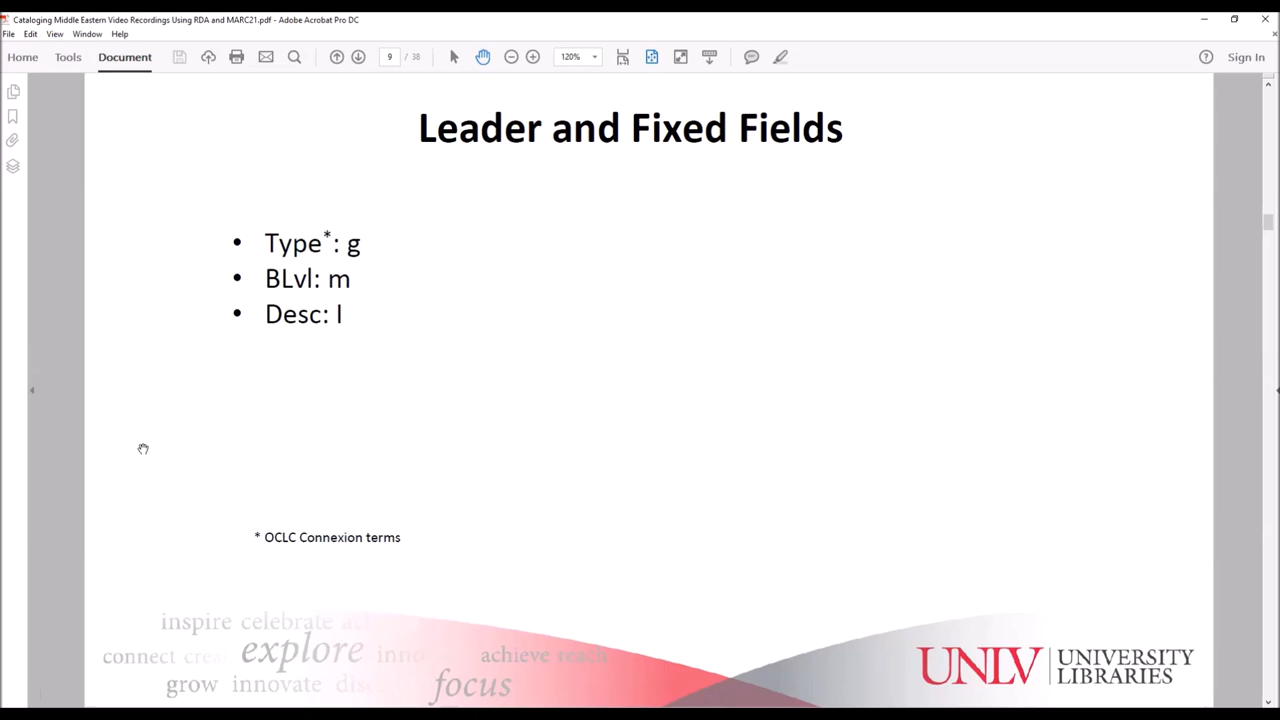 Cataloging Middle Eastern Video Recordings Using RDA and MARC21.pdf - Adobe Acrobat Pro DC
File Edit View Window Help
Home Tools Document 9 / 38 120% Sign In
Leader and Fixed Fields
• Type*: g
• BLvl: m
• Desc: I
* OCLC Connexion terms
inspire celebrate
connect explore achieve reach
grow innovate focus
UNLV UNIVERSITY
LIBRARIES